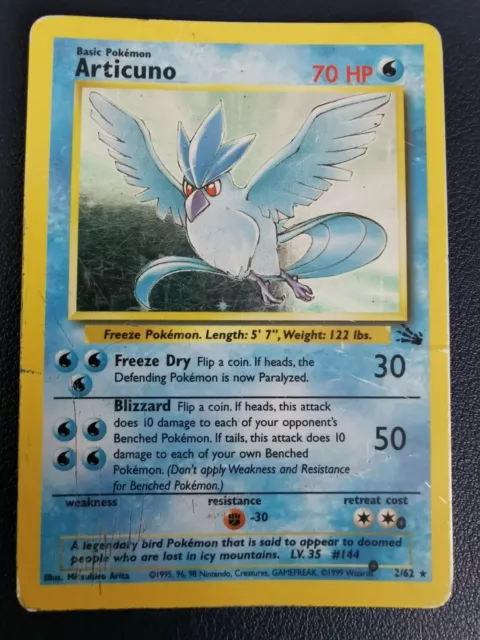 Basic Pokémon
Articuno
70 HP
Freeze Pokémon. Length: 5' 7", Weight: 122 lbs.
Freeze Dry Flip a coin. If heads, the
Defending Pokémon is now Paralyzed.
30
Blizzard Flip a coin. If heads, this attack
does 10 damage to each of your opponent's
Benched Pokémon. If tails, this attack does 10
damage to each of your own Benched
Pokémon. (Don't apply Weakness and Resistance
for Benched Pokémon.)
50
weakness
resistance
retreat cost
-30
A legendary bird Pokémon that is said to appear to doomed
people who are lost in icy mountains. LV. 35 #144
Illus. Mitsuhiro Arita
©1995, 96, 98 Nintendo, Creatures, GAMEFREAK. ©1999 Wizards.
2/62 ★